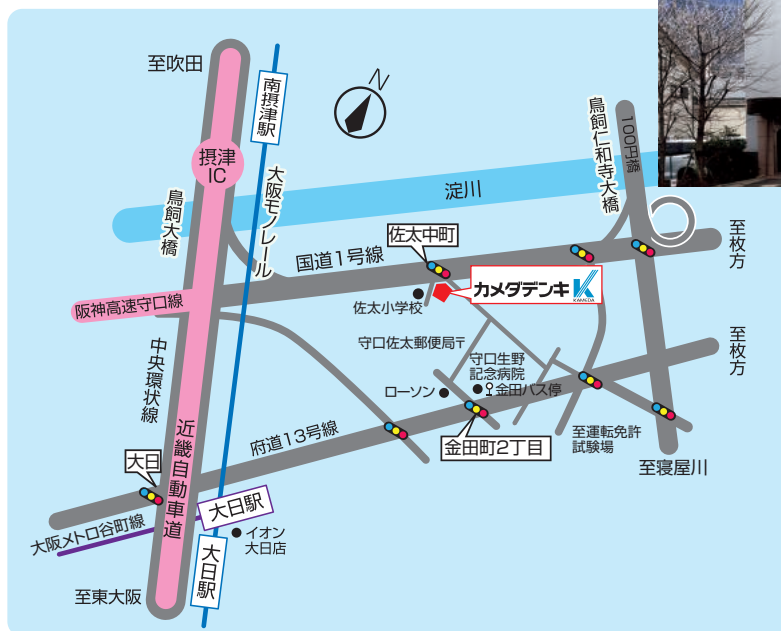 至吹田
南摂津駅
N
摂津
IC
100円橋
鳥飼仁和寺大橋
鳥飼大橋
大阪モノレール
淀川
佐太中町
国道1号線
至枚方
カメダデンキ
K
KAMEDA
阪神高速守口線
佐太小学校
守口佐太郵便局〒
至枚方
中央環状線
守口生野
記念病院
ローソン
金田バス停
近畿自動車道
府道13号線
金田町2丁目
至運転免許
試験場
至寝屋川
大日
大日駅
大阪メトロ谷町線
イオン
大日店
大日駅
至東大阪